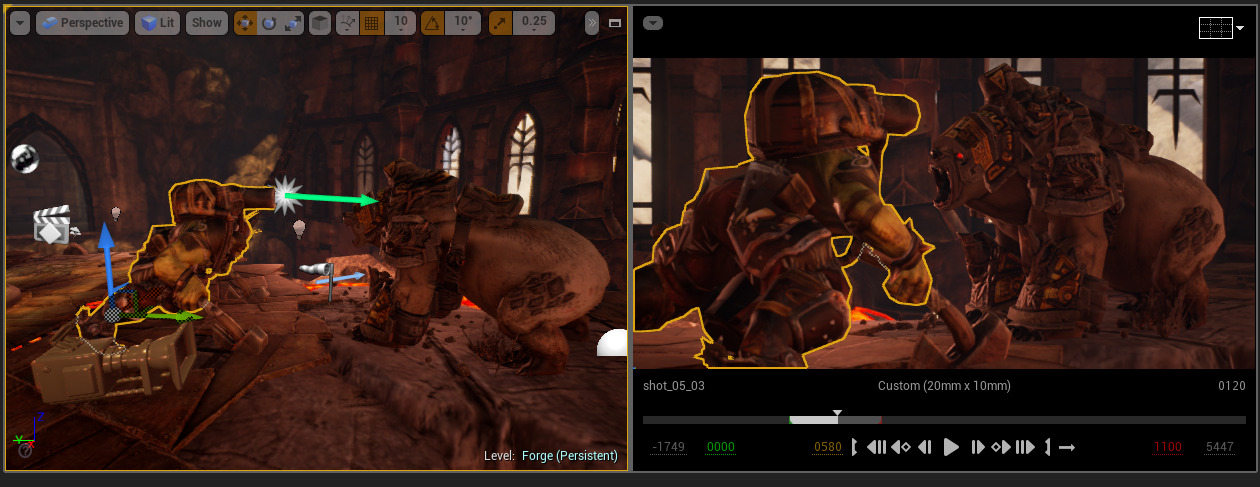 Perspective Lit Show 10 10° 0.25
Z
Y
?
Level: Forge (Persistent)
shot_05_03 Custom (20mm x 10mm) 0120
-1749 0000 0580 1100 5447